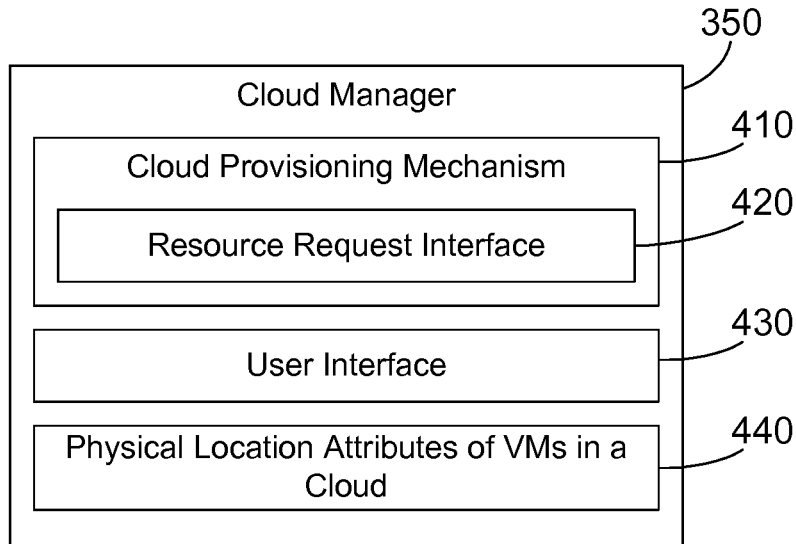 350
Cloud Manager
410
Cloud Provisioning Mechanism
420
Resource Request Interface
430
User Interface
440
Physical Location Attributes of VMs in a
Cloud